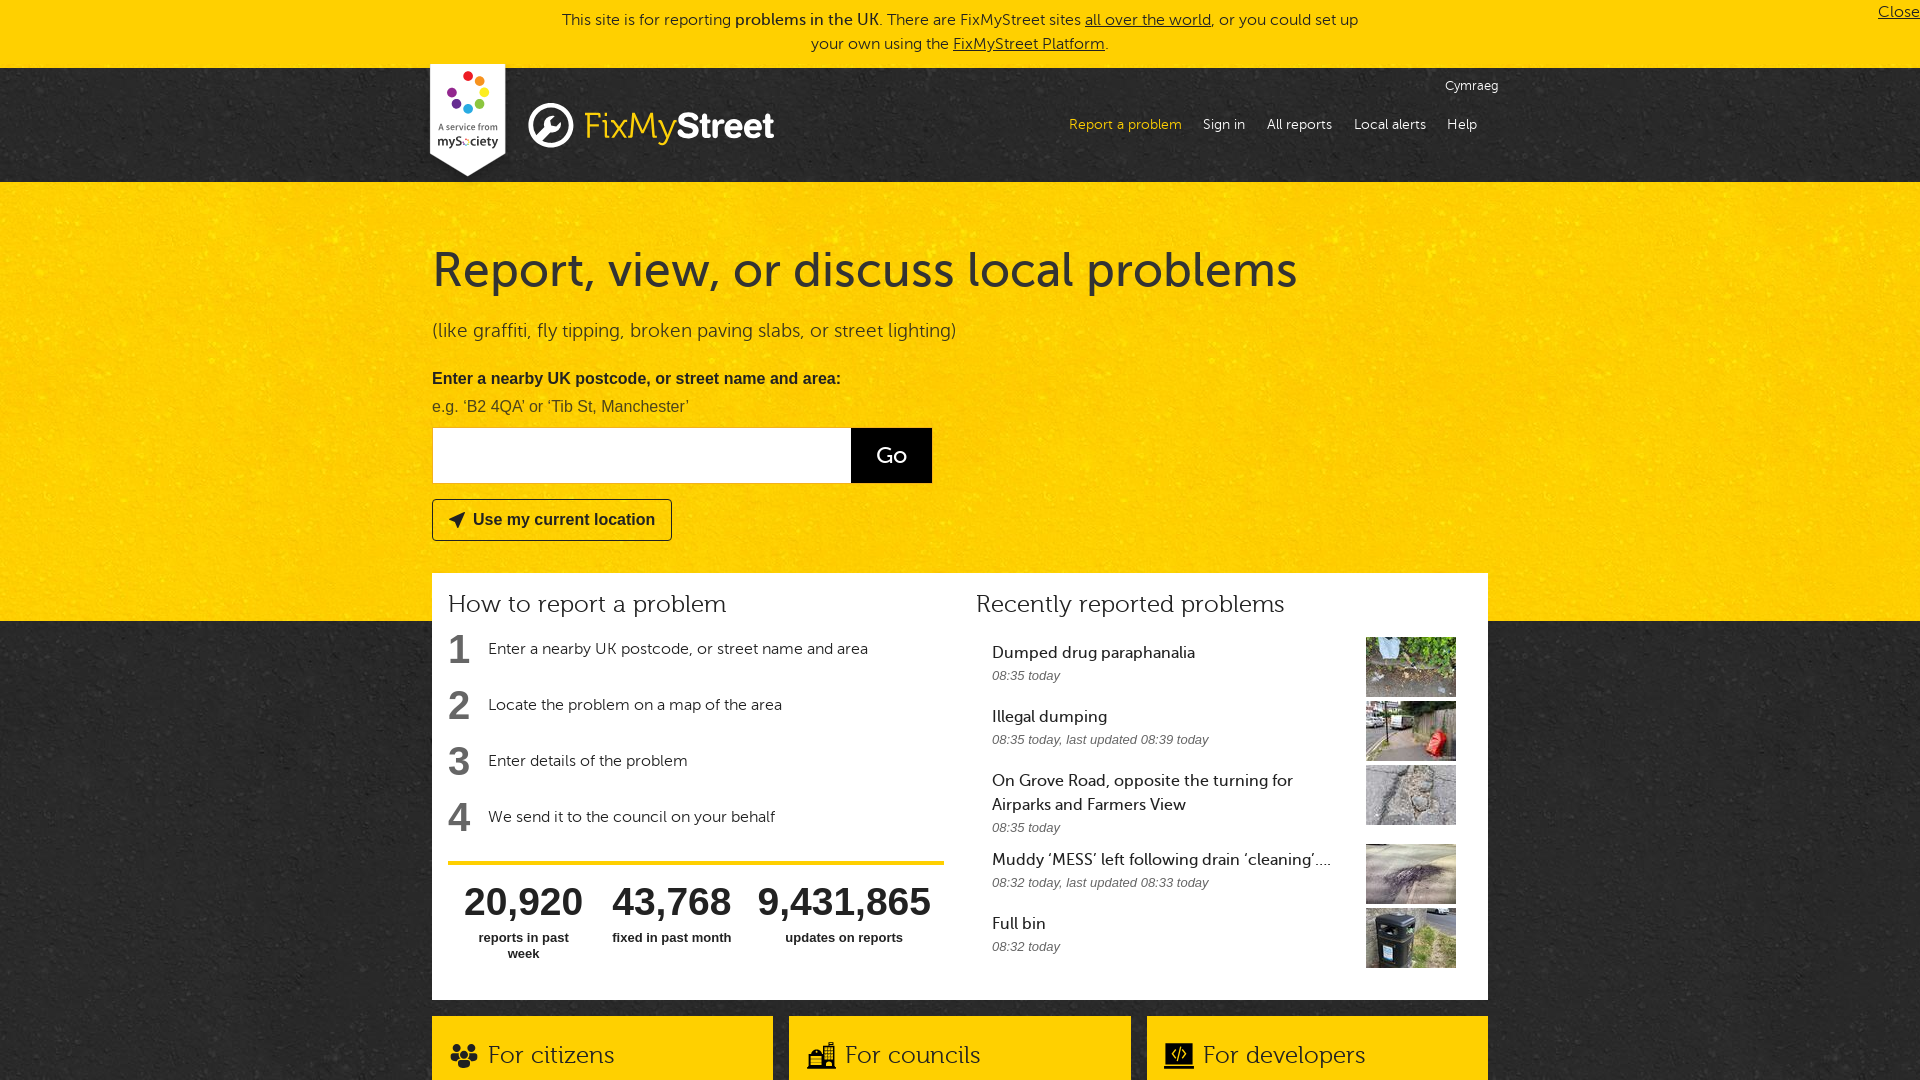 This site is for reporting problems in the UK. There are FixMyStreet sites all over the world, or you could set up
your own using the FixMyStreet Platform.
Close
A service from
mySociety
FixMyStreet
Cymraeg
Report a problem
Sign in
All reports
Local alerts
Help
Report, view, or discuss local problems
(like graffiti, fly tipping, broken paving slabs, or street lighting)
Enter a nearby UK postcode, or street name and area:
e.g. ‘B2 4QA’ or ‘Tib St, Manchester’
Go
Use my current location
How to report a problem
1 Enter a nearby UK postcode, or street name and area
2 Locate the problem on a map of the area
3 Enter details of the problem
4 We send it to the council on your behalf
20,920
reports in past
week
43,768
fixed in past month
9,431,865
updates on reports
Recently reported problems
Dumped drug paraphanalia
08:35 today
Illegal dumping
08:35 today, last updated 08:39 today
On Grove Road, opposite the turning for
Airparks and Farmers View
08:35 today
Muddy ‘MESS’ left following drain ‘cleaning’….
08:32 today, last updated 08:33 today
Full bin
08:32 today
For citizens
For councils
For developers